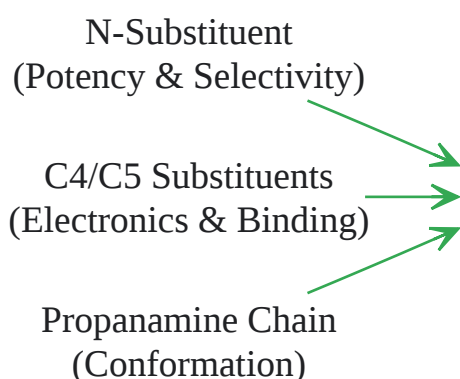 N-Substituent
(Potency & Selectivity)
C4/C5 Substituents
(Electronics & Binding)
Propanamine Chain
(Conformation)